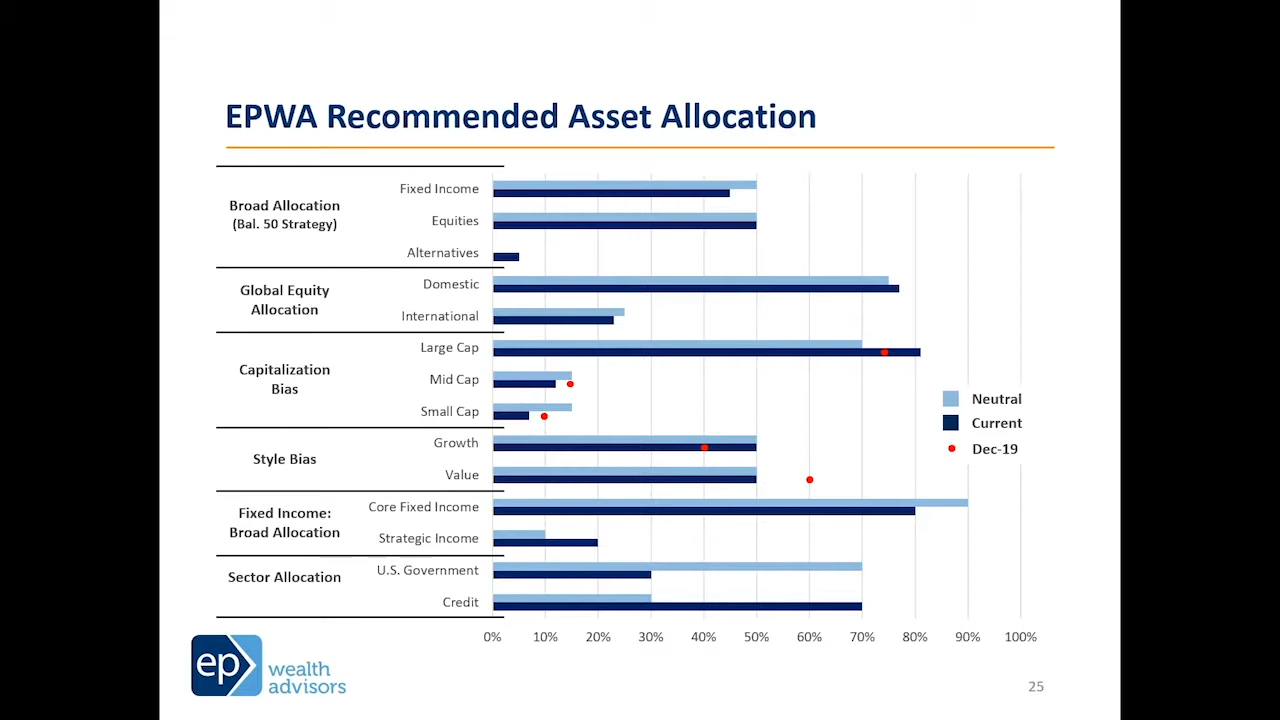 EPWA Recommended Asset Allocation
Broad Allocation
(Bal. 50 Strategy)
Fixed Income
Equities
Alternatives
Global Equity
Allocation
Domestic
International
Capitalization
Bias
Large Cap
Mid Cap
Small Cap
Style Bias
Growth
Value
Fixed Income:
Broad Allocation
Core Fixed Income
Strategic Income
Sector Allocation
U.S. Government
Credit
Neutral
Current
Dec-19
0% 10% 20% 30% 40% 50% 60% 70% 80% 90% 100%
ep
wealth
advisors
25